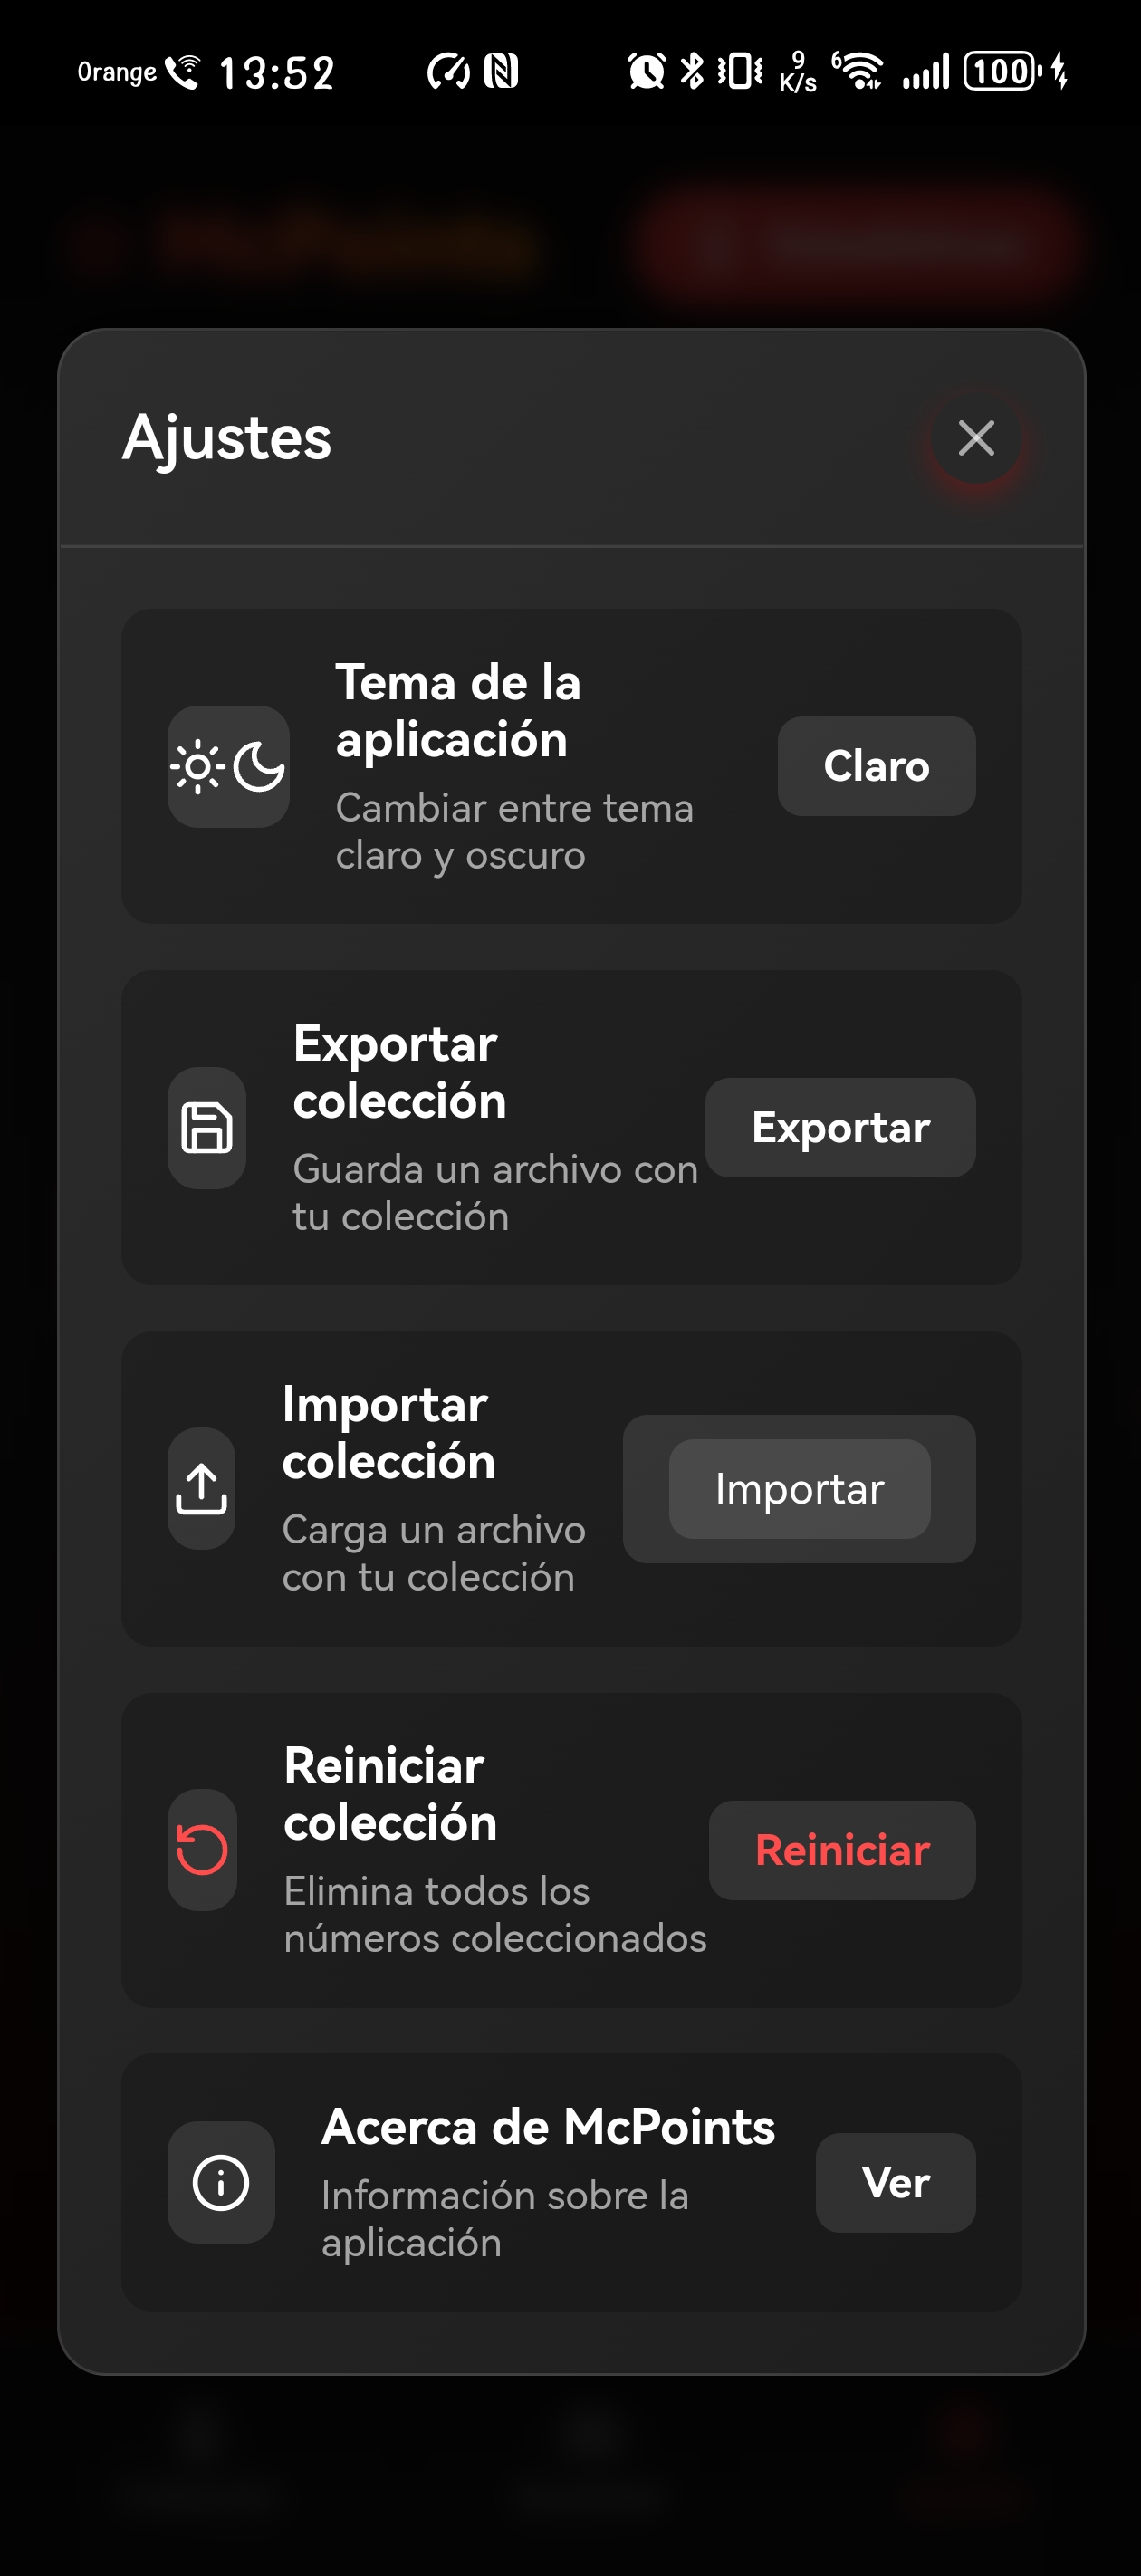 Orange 13:52 9 K/s 6 100
Ajustes
Tema de la
aplicación
Cambiar entre tema
claro y oscuro
Claro
Exportar
colección
Guarda un archivo con
tu colección
Exportar
Importar
colección
Carga un archivo
con tu colección
Importar
Reiniciar
colección
Elimina todos los
números coleccionados
Reiniciar
Acerca de McPoints
Información sobre la
aplicación
Ver